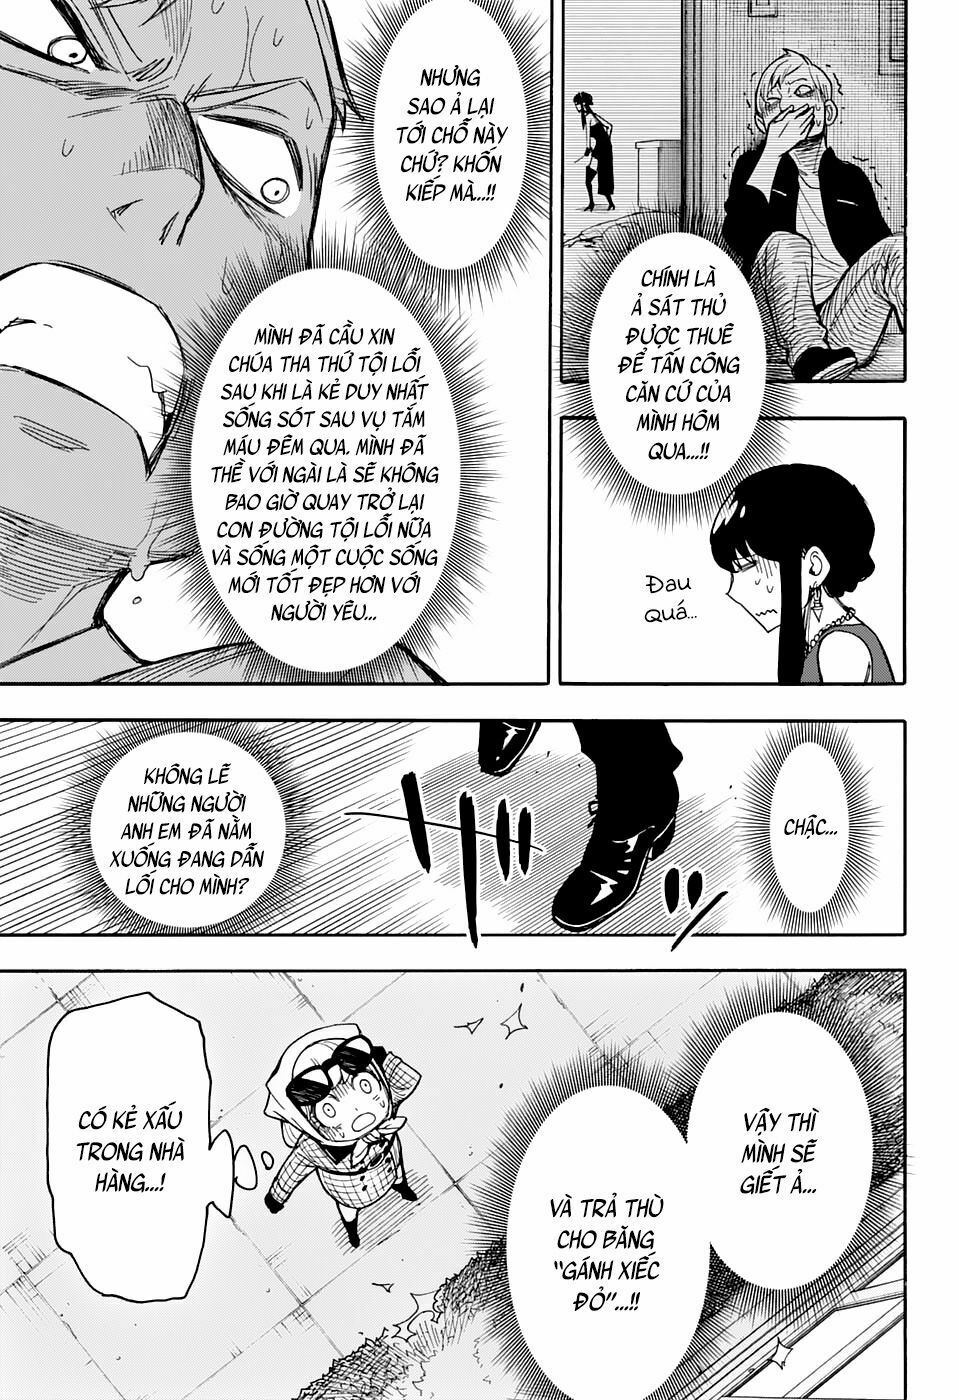 CHÍNH LÀ
Ả SÁT THỦ
ĐƯỢC THUÊ
ĐỂ TẤN CÔNG
CĂN CỨ CỦA
MÌNH HÔM
QUA...!!
NHƯNG
SAO Ả LẠI
TỚI CHỖ NÀY
CHỨ? KHỐN
KIẾP MÀ...!!
Đau
Quá...
MÌNH ĐÃ CẦU XIN
CHÚA THA THỨ TỘI LỖI
SAU KHI LÀ KẺ DUY NHẤT
SỐNG SÓT SAU VỤ TẮM
MÁU ĐÊM QUA. MÌNH ĐÃ
THỀ VỚI NGÀI LÀ SẼ KHÔNG
BAO GIỜ QUAY TRỞ LẠI
CON ĐƯỜNG TỘI LỖI NỮA
VÀ SỐNG MỘT CUỘC SỐNG
MỚI TỐT ĐẸP HƠN VỚI
NGƯỜI YÊU...
CHẬC...
KHÔNG LẼ
NHỮNG NGƯỜI
ANH EM ĐÃ NẰM
XUỐNG ĐANG DẪN
LỐI CHO MÌNH?
VẬY THÌ
MÌNH SẼ
GIẾT Ả...
VÀ TRẢ THÙ
CHO BĂNG
"GÁNH XIẾC
ĐỎ"...!!
CÓ KẺ XẤU
TRONG NHÀ
HÀNG...!